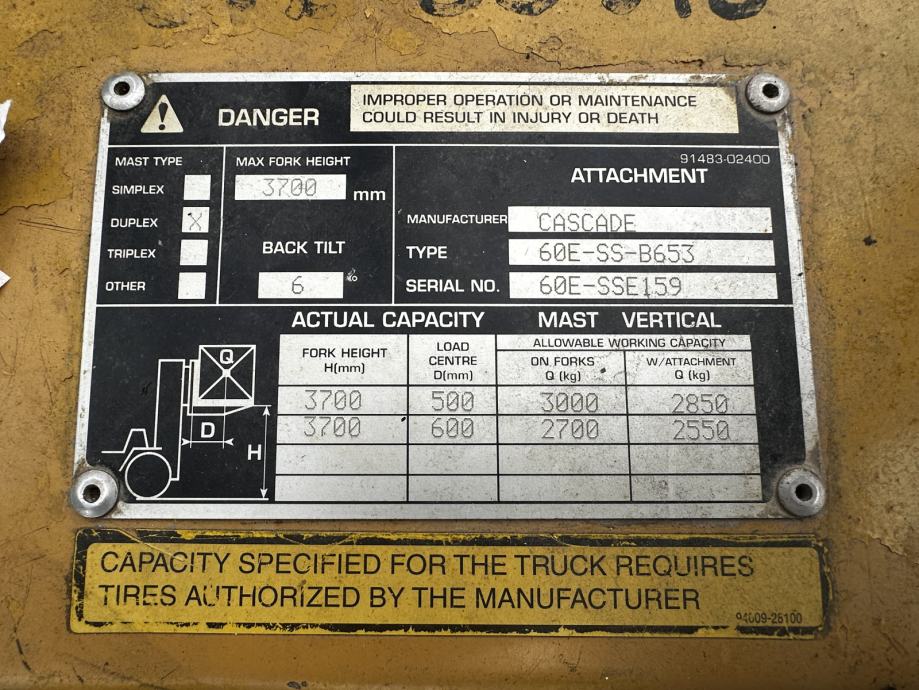 DANGER
IMPROPER OPERATION OR MAINTENANCE
COULD RESULT IN INJURY OR DEATH
MAST TYPE
SIMPLEX
DUPLEX X
TRIPLEX
OTHER
MAX FORK HEIGHT
3700 mm
BACK TILT
6
91483-02400
ATTACHMENT
MANUFACTURER CASCADE
TYPE 60E-SS-B653
SERIAL NO. 60E-SSE159
ACTUAL CAPACITY MAST VERTICAL
FORK HEIGHT
H(mm)
LOAD
CENTRE
D(mm)
ALLOWABLE WORKING CAPACITY
ON FORKS
Q (kg)
W/ATTACHMENT
Q (kg)
3700 500 3000 2850
3700 600 2700 2550
Q
D
H
CAPACITY SPECIFIED FOR THE TRUCK REQUIRES
TIRES AUTHORIZED BY THE MANUFACTURER